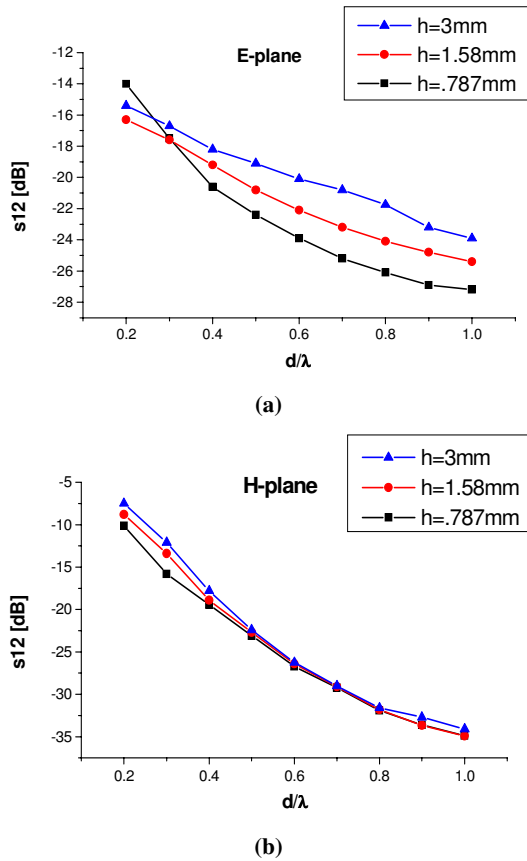 h=3mm
h=1.58mm
h=.787mm
E-plane
-12
-14
-16
-18
-20
-22
-24
-26
-28
s12 [dB]
0.2 0.4 0.6 0.8 1.0
d/λ
(a)
h=3mm
h=1.58mm
h=.787mm
H-plane
-5
-10
-15
-20
-25
-30
-35
s12 [dB]
0.2 0.4 0.6 0.8 1.0
d/λ
(b)